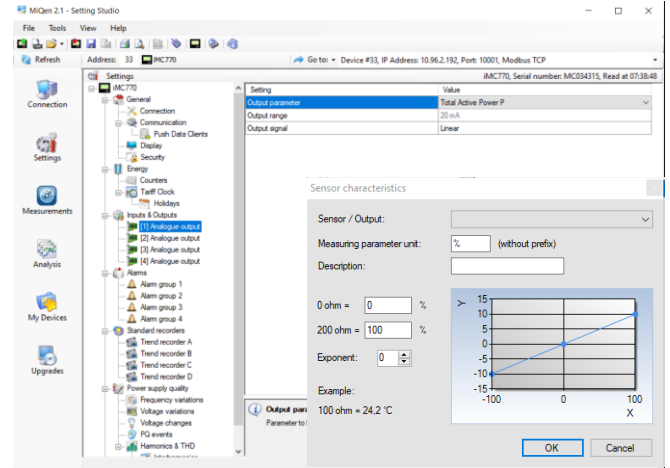 MiQen 2.1 - Setting Studio
File Tools View Help
Refresh
Address: 33 iMC770
Go to: Device #33, IP Address: 10.96.2.192, Port: 10001, Modbus TCP
Settings
iMC770, Serial number: MC034315, Read at 07:38:48
Connection
Settings
Measurements
Analysis
My Devices
Upgrades
iMC770
General
Connection
Communication
Push Data Clients
Display
Security
Energy
Counters
Tariff Clock
Holidays
Inputs & Outputs
[1] Analogue output
[2] Analogue output
[3] Analogue output
[4] Analogue output
Alarms
Alarm group 1
Alarm group 2
Alarm group 3
Alarm group 4
Standard recorders
Trend recorder A
Trend recorder B
Trend recorder C
Trend recorder D
Power supply quality
Frequency variations
Voltage variations
Voltage changes
PQ events
Harmonics & THD
Setting Value
Output parameter Total Active Power P
Output range 20 mA
Output signal Linear
Output para
Parameter to
Sensor characteristics
Sensor / Output:
Measuring parameter unit: % (without prefix)
Description:
0 ohm = 0 %
200 ohm = 100 %
Exponent: 0
Example:
100 ohm = 24,2 °C
Y
15
10
5
0
-5
-10
-15
-100 0 100
X
OK Cancel